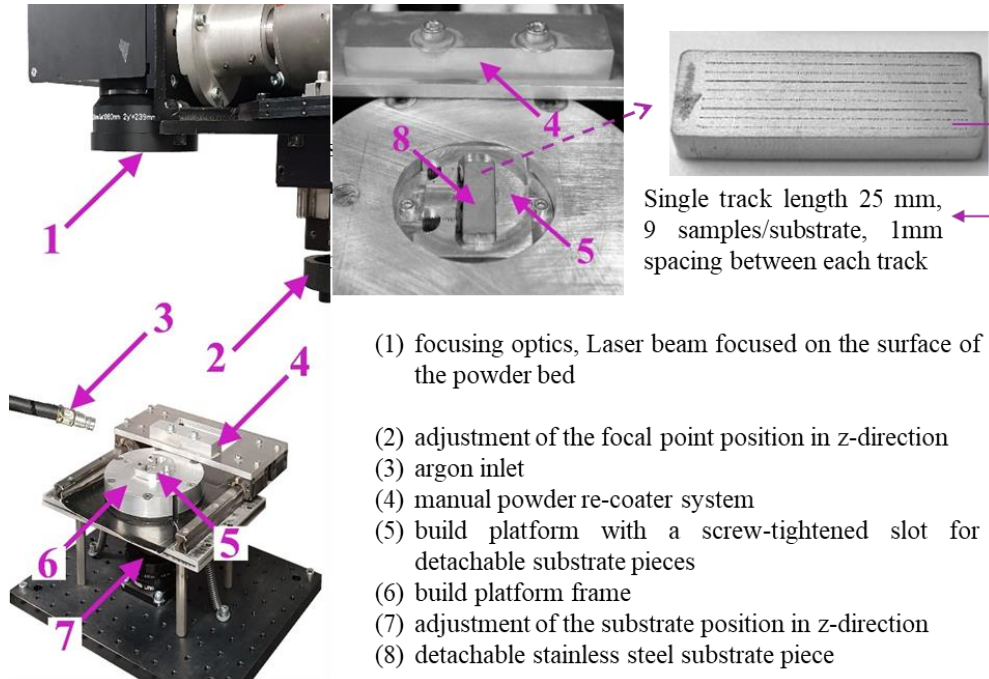 860mm 2y'=239mm
1
2
3
4
5
6
7
4
8
5
Single track length 25 mm,
9 samples/substrate, 1mm
spacing between each track
(1) focusing optics, Laser beam focused on the surface of
the powder bed
(2) adjustment of the focal point position in z-direction
(3) argon inlet
(4) manual powder re-coater system
(5) build platform with a screw-tightened slot for
detachable substrate pieces
(6) build platform frame
(7) adjustment of the substrate position in z-direction
(8) detachable stainless steel substrate piece